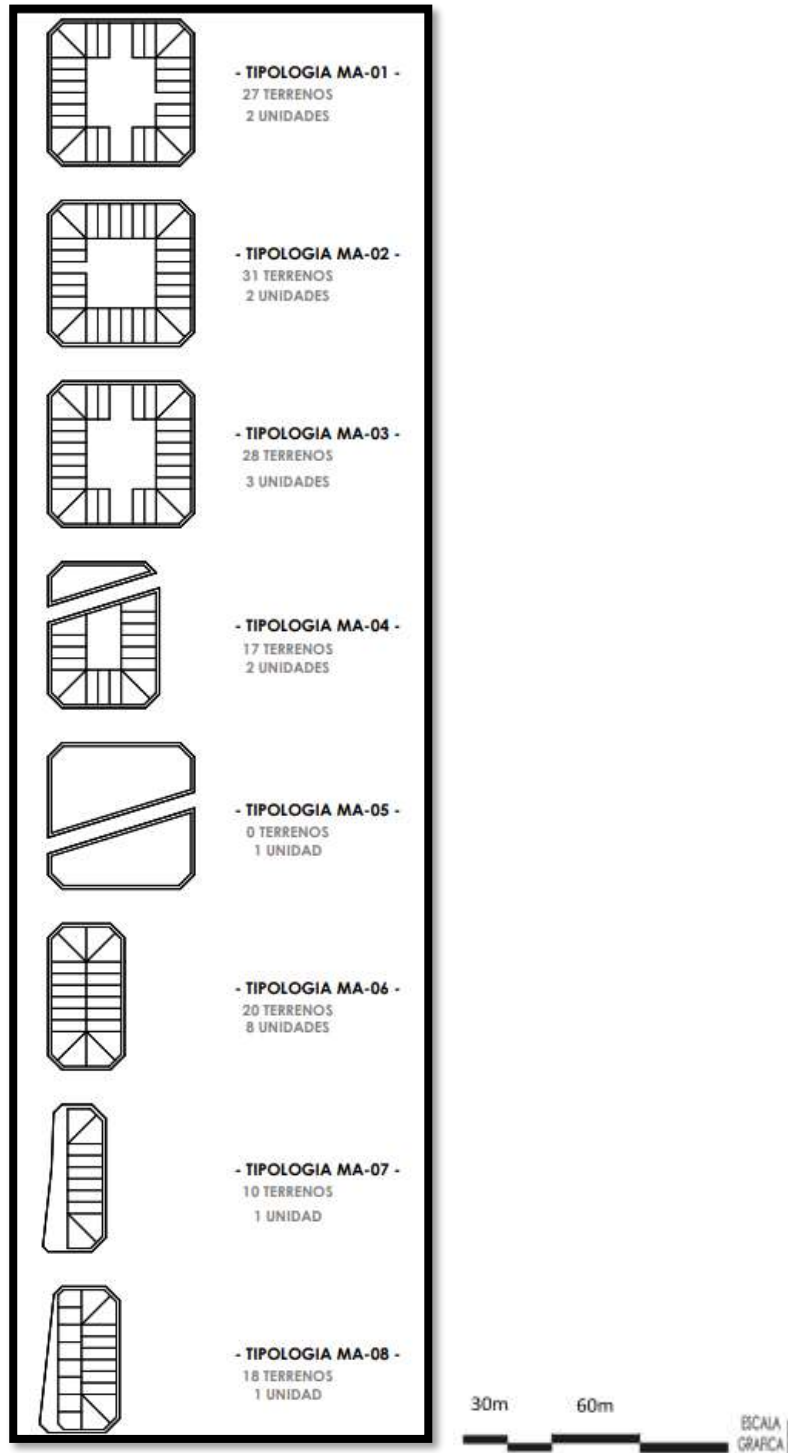 - TIPOLOGIA MA-01 -
27 TERRENOS
2 UNIDADES
- TIPOLOGIA MA-02 -
31 TERRENOS
2 UNIDADES
- TIPOLOGIA MA-03 -
28 TERRENOS
3 UNIDADES
- TIPOLOGIA MA-04 -
17 TERRENOS
2 UNIDADES
- TIPOLOGIA MA-05 -
0 TERRENOS
1 UNIDAD
- TIPOLOGIA MA-06 -
20 TERRENOS
8 UNIDADES
- TIPOLOGIA MA-07 -
10 TERRENOS
1 UNIDAD
- TIPOLOGIA MA-08 -
18 TERRENOS
1 UNIDAD
30m 60m
ESCALA
GRAFICA